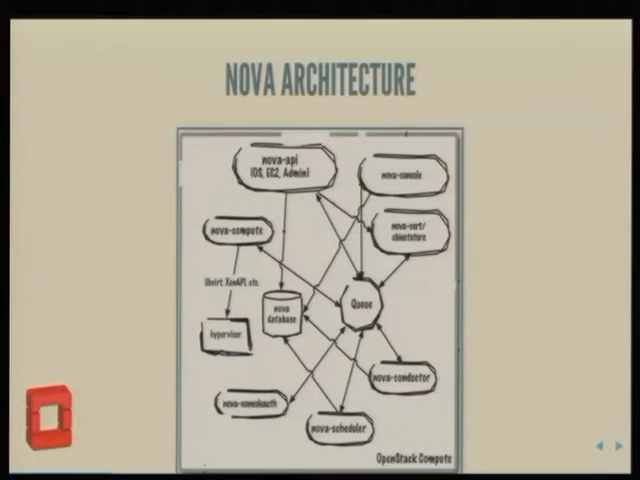 NOVA ARCHITECTURE
nova-api
(OS, EC2, Admin)
nova-console
nova-cert/
objectstore
nova-compute
libvirt, XenAPI, etc.
nova
database
Queue
hypervisor
nova-conductor
nova-consoleauth
nova-scheduler
OpenStack Compute